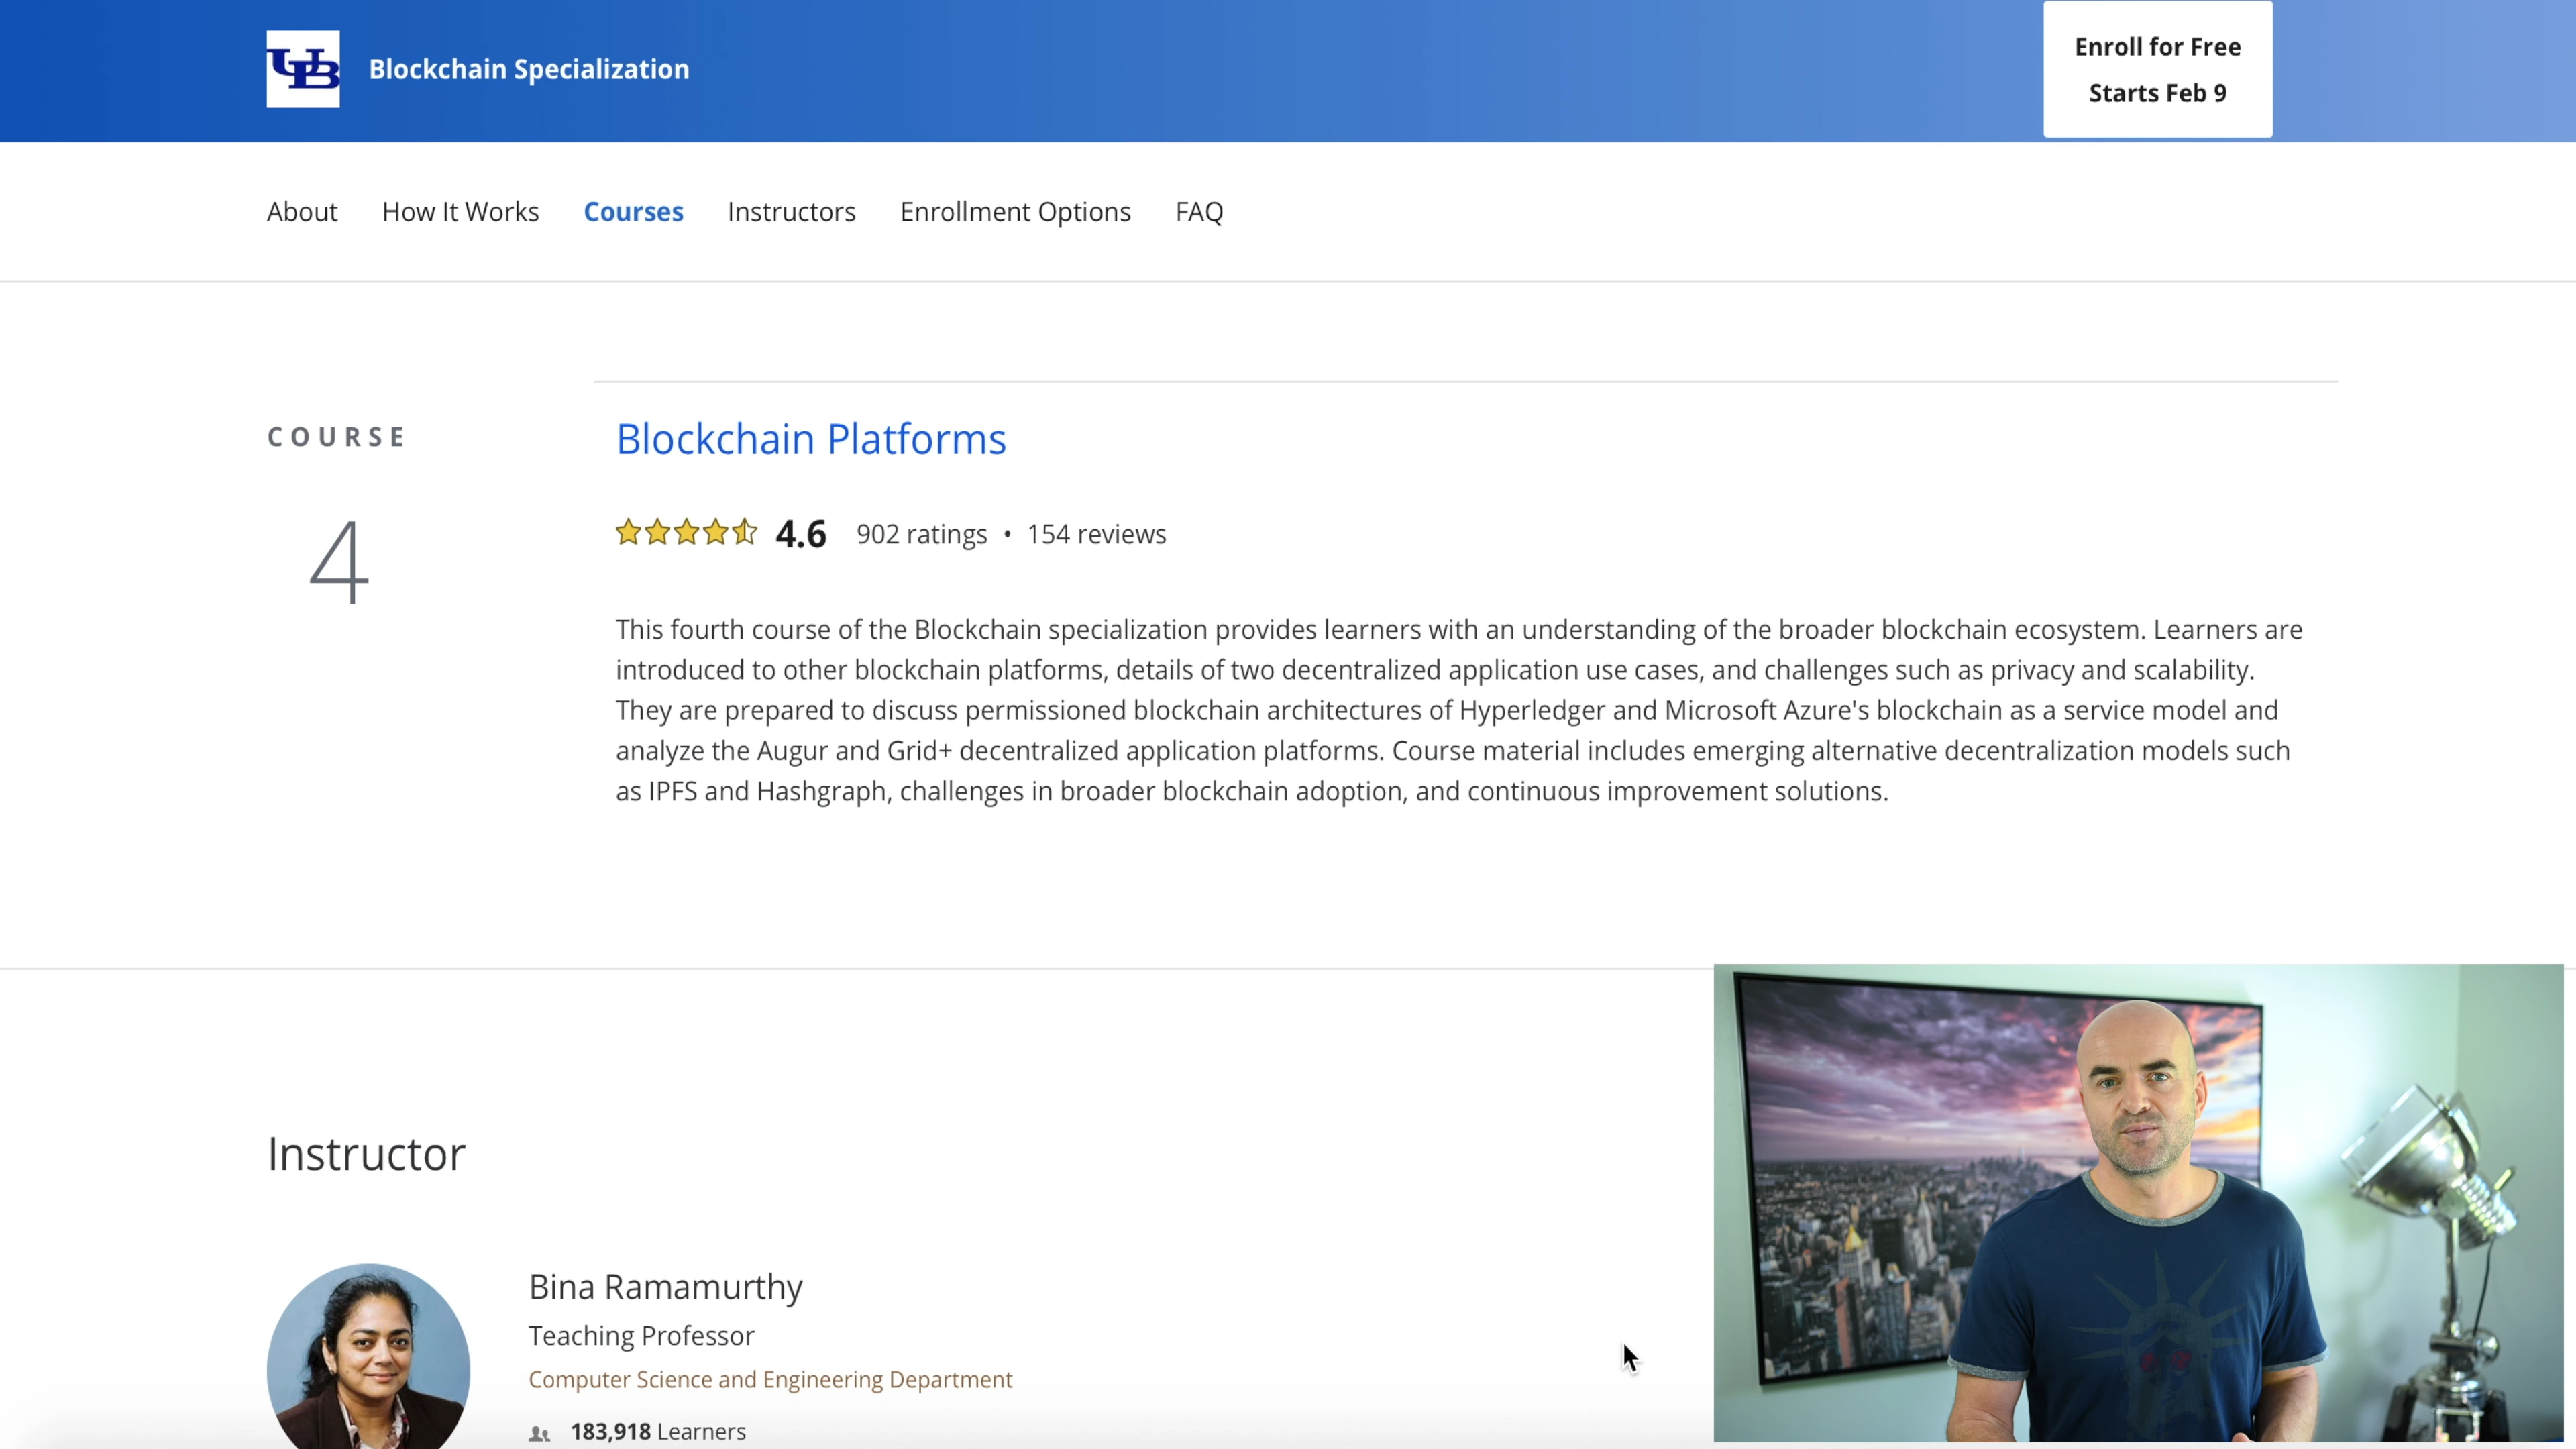 UB
Blockchain Specialization
Enroll for Free
Starts Feb 9
About How It Works Courses Instructors Enrollment Options FAQ
COURSE
4
Blockchain Platforms
4.6 902 ratings • 154 reviews
This fourth course of the Blockchain specialization provides learners with an understanding of the broader blockchain ecosystem. Learners are
introduced to other blockchain platforms, details of two decentralized application use cases, and challenges such as privacy and scalability.
They are prepared to discuss permissioned blockchain architectures of Hyperledger and Microsoft Azure's blockchain as a service model and
analyze the Augur and Grid+ decentralized application platforms. Course material includes emerging alternative decentralization models such
as IPFS and Hashgraph, challenges in broader blockchain adoption, and continuous improvement solutions.
Instructor
Bina Ramamurthy
Teaching Professor
Computer Science and Engineering Department
183,918 Learners